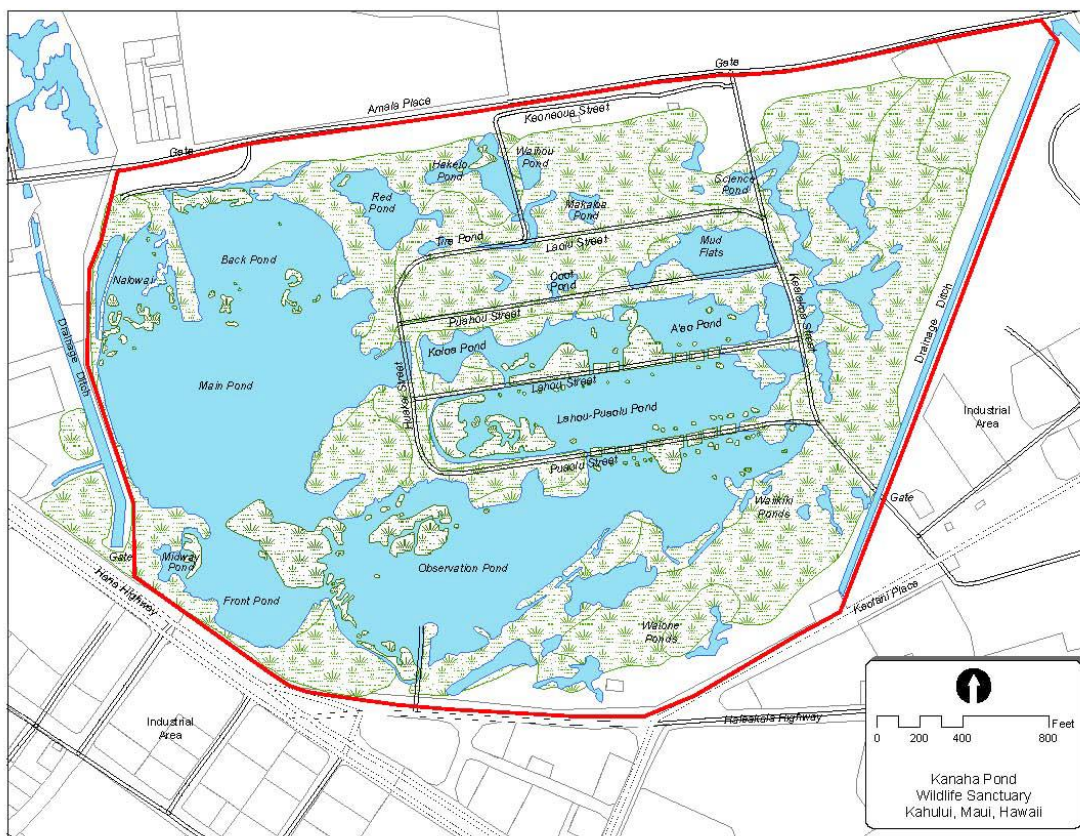 Gate
Amala Place
Gate
Keoneoue Street
Waihou
Pond
Hakelo
Pond
Red
Pond
Science
Pond
Makaloa
Pond
Tire Pond
Laolu Street
Mud
Flats
Back Pond
Nalowai
Coot
Pond
Pulahou Street
A'eo Pond
Koloa Pond
Drainage Ditch
Drainage Ditch
Main Pond
Lahou Street
Lahou-Puaolu Pond
Industrial
Area
Puaolu Street
Gate
Waikiki
Ponds
Midway
Pond
Gate
Observation Pond
Front Pond
Hana Highway
Keolani Place
Waione
Ponds
Haleakala Highway
Industrial
Area
Feet
0 200 400 800
Kanaha Pond
Wildlife Sanctuary
Kahului, Maui, Hawaii